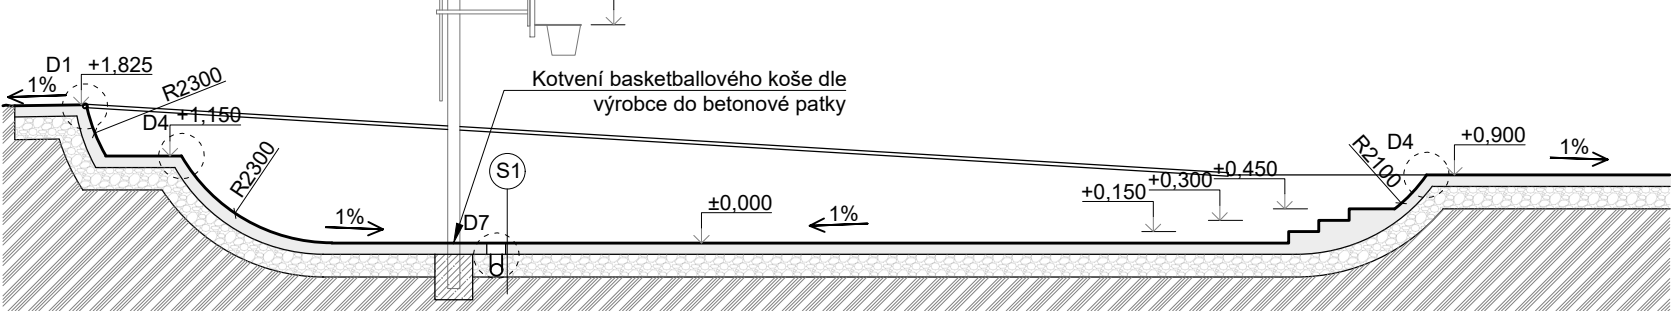 D1
+1,825
1%
R2300
D4
+1,150
R2300
Kotvení basketballového koše dle
výrobce do betonové patky
S1
D7
1%
±0,000
1%
+0,150
+0,300
+0,450
R2100
D4
+0,900
1%